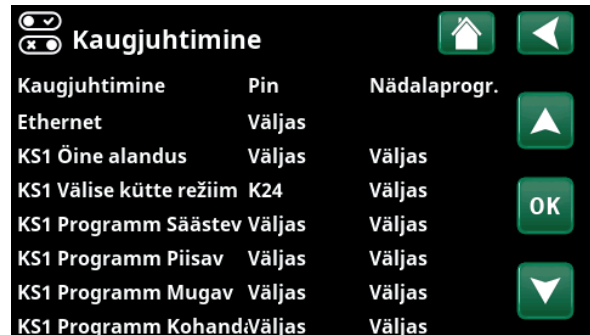 Kaugjuhtimine
Kaugjuhtimine Pin Nädalaprogr.
Ethernet Väljas
KS1 Öine alandus Väljas Väljas
KS1 Välise kütte režiim K24 Väljas
OK
KS1 Programm Säästev Väljas Väljas
KS1 Programm Piisav Väljas Väljas
KS1 Programm Mugav Väljas Väljas
KS1 Programm Kohanda Väljas Väljas